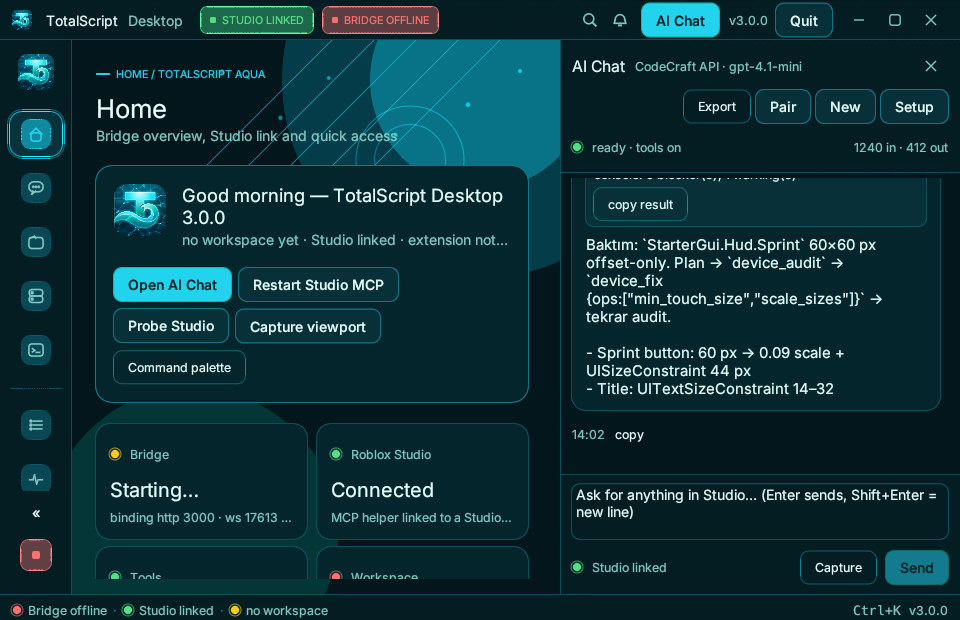 TotalScript Desktop STUDIO LINKED BRIDGE OFFLINE AI Chat v3.0.0 Quit
HOME / TOTALSCRIPT AQUA
Home
Bridge overview, Studio link and quick access
Good morning — TotalScript Desktop
3.0.0
no workspace yet · Studio linked · extension not...
Open AI Chat Restart Studio MCP
Probe Studio Capture viewport
Command palette
Bridge
Starting...
binding http 3000 · ws 17613 ...
Roblox Studio
Connected
MCP helper linked to a Studio...
Tools
Workspace
«
AI Chat CodeCraft API · gpt-4.1-mini
Export Pair New Setup
ready · tools on 1240 in · 412 out
copy result
Baktım: `StarterGui.Hud.Sprint` 60×60 px
offset-only. Plan → `device_audit` →
`device_fix
{ops:["min_touch_size","scale_sizes"]}` →
tekrar audit.
- Sprint button: 60 px → 0.09 scale +
UISizeConstraint 44 px
- Title: UITextSizeConstraint 14–32
14:02 copy
Ask for anything in Studio... (Enter sends, Shift+Enter =
new line)
Studio linked Capture Send
Bridge offline · Studio linked · no workspace Ctrl+K v3.0.0